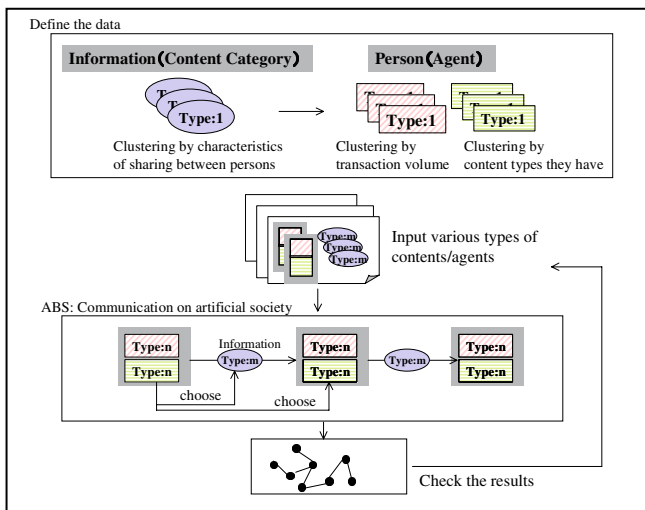 Define the data
Information(Content Category)
Person(Agent)
Type:1
Type:1
Type:1
Clustering by characteristics
of sharing between persons
Clustering by
transaction volume
Clustering by
content types they have
Type:m
Type:m
Type:m
Input various types of
contents/agents
ABS: Communication on artificial society
Type:n
Type:n
Information
Type:m
Type:n
Type:n
Type:m
Type:n
Type:n
choose
choose
Check the results